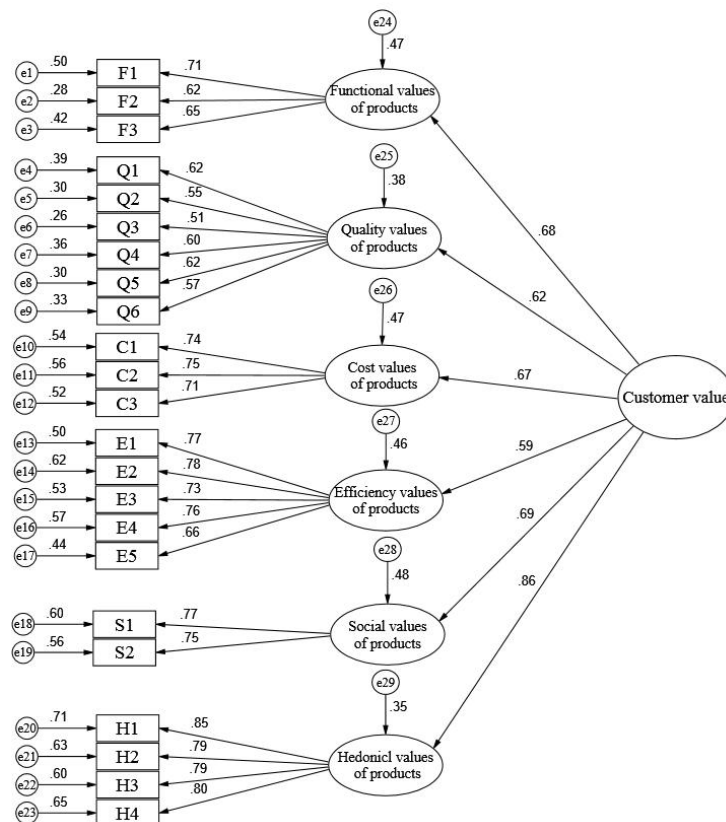 e24
.47
e1 .50 F1 .71
e2 .28 F2 .62
e3 .42 F3 .65
Functional values
of products
e25
.38
e4 .39 Q1 .62
e5 .30 Q2 .55
e6 .26 Q3 .51
e7 .36 Q4 .60
e8 .30 Q5 .62
e9 .33 Q6 .57
Quality values
of products
.68
.62
e26
.47
e10 .54 C1 .74
e11 .56 C2 .75
e12 .52 C3 .71
Cost values
of products
.67
Customer value
e27
.46
.59
e13 .50 E1 .77
e14 .62 E2 .78
e15 .53 E3 .73
e16 .57 E4 .76
e17 .44 E5 .66
Efficiency values
of products
.69
.86
e28
.48
e18 .60 S1 .77
e19 .56 S2 .75
Social values
of products
e29
.35
e20 .71 H1 .85
e21 .63 H2 .79
e22 .60 H3 .79
e23 .65 H4 .80
Hedonicl values
of products